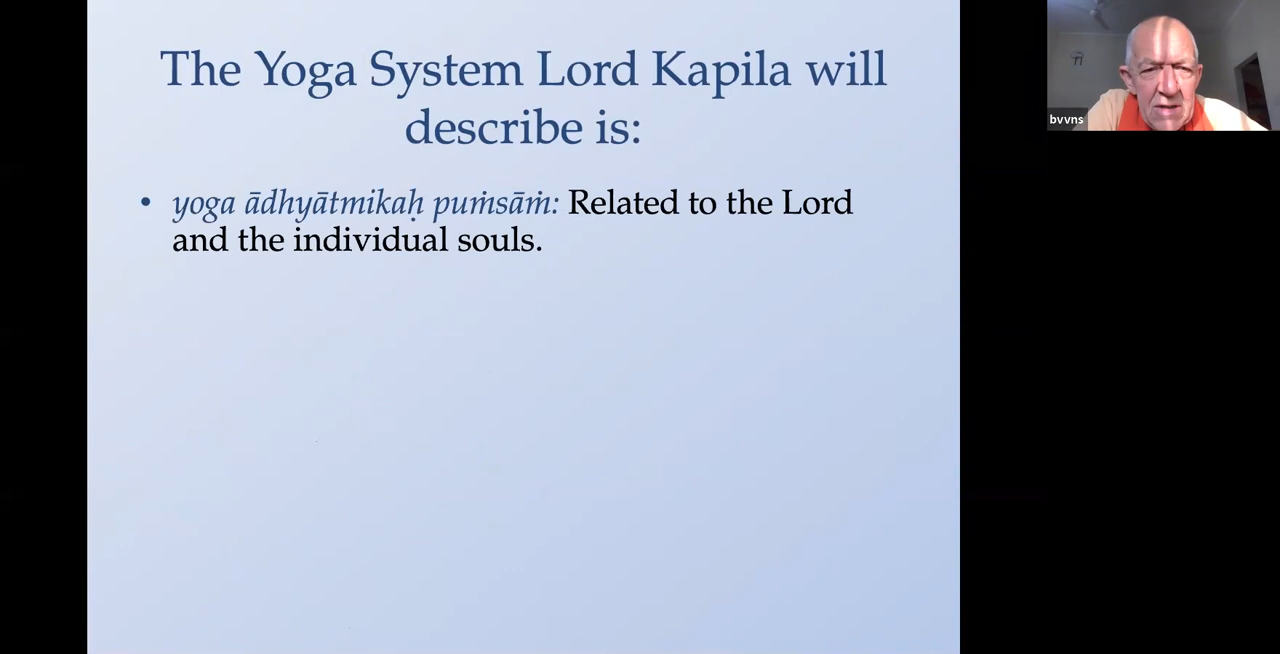 The Yoga System Lord Kapila will
describe is:
• yoga ādhyātmikaḥ puṁsāṁ: Related to the Lord
and the individual souls.
bvvns